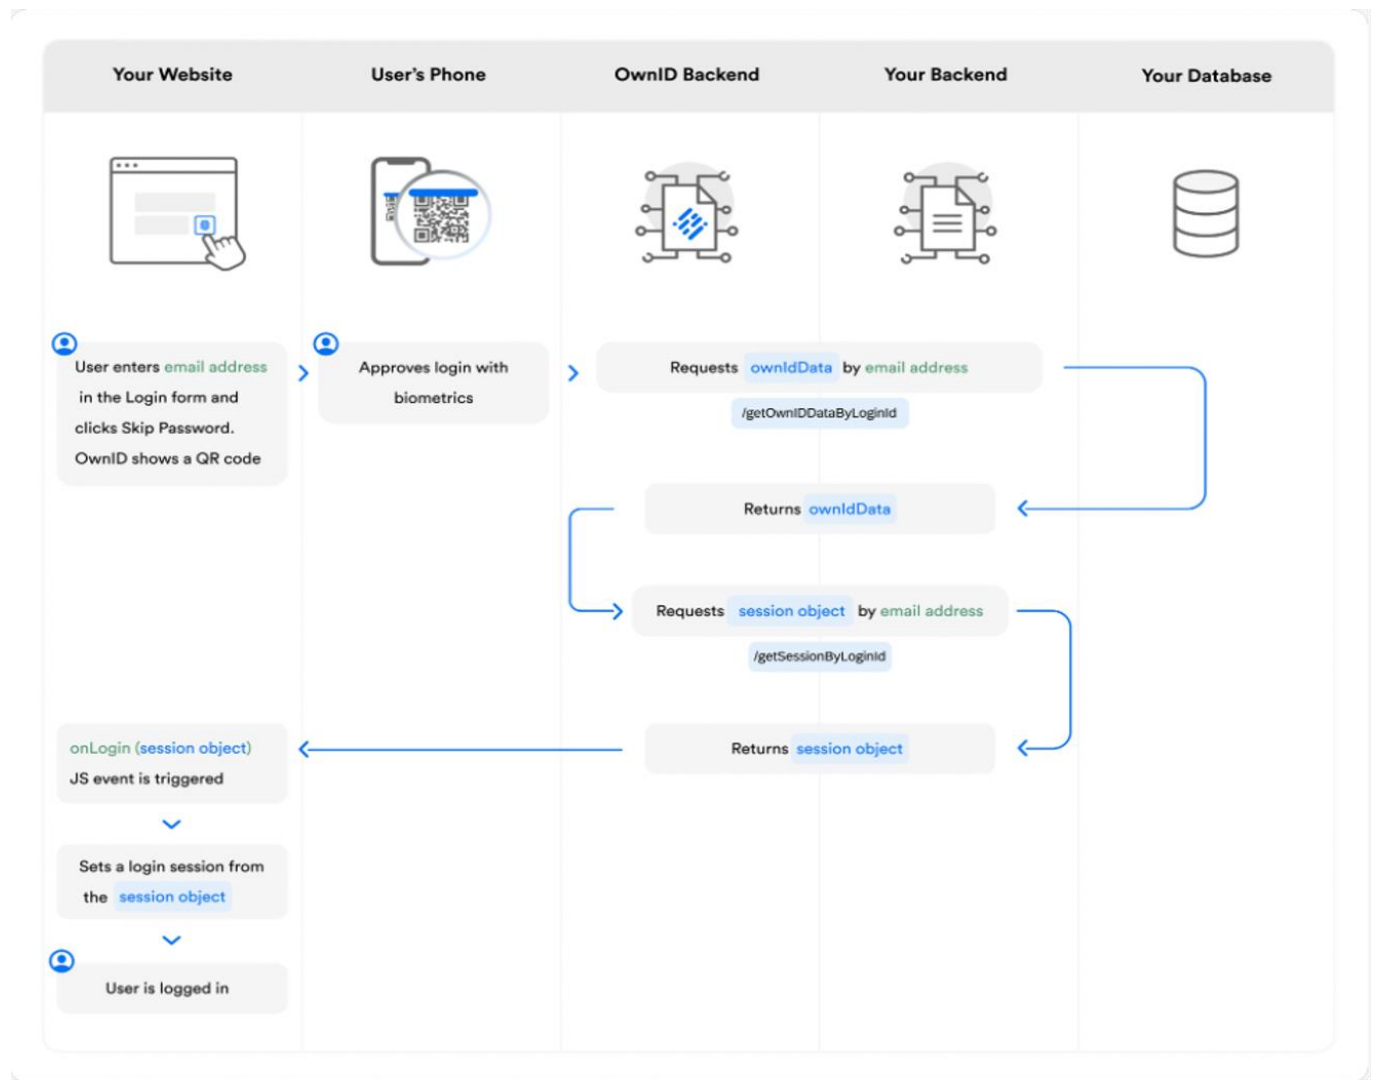 Your Website
User's Phone
OwnID Backend
Your Backend
Your Database
User enters email address
in the Login form and
clicks Skip Password.
OwnID shows a QR code
Approves login with
biometrics
Requests ownIdData by email address
/getOwnIDDataByLoginId
Returns ownIdData
Requests session object by email address
/getSessionByLoginId
Returns session object
onLogin (session object)
JS event is triggered
Sets a login session from
the session object
User is logged in